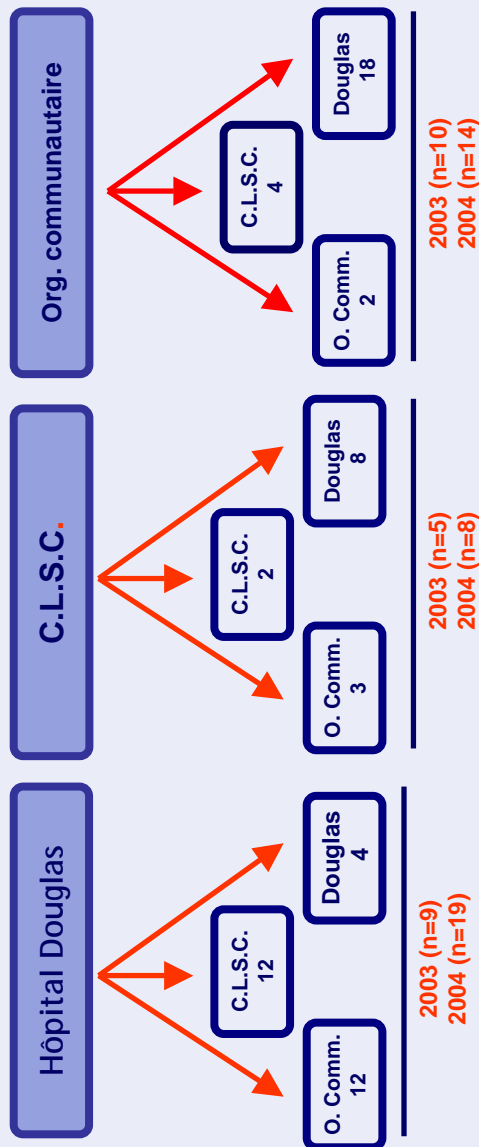 Hôpital Douglas
O. Comm.
12
C.L.S.C.
12
Douglas
4
2003 (n=9)
2004 (n=19)
C.L.S.C.
O. Comm.
3
C.L.S.C.
2
Douglas
8
2003 (n=5)
2004 (n=8)
Org. communautaire
O. Comm.
2
C.L.S.C.
4
Douglas
18
2003 (n=10)
2004 (n=14)